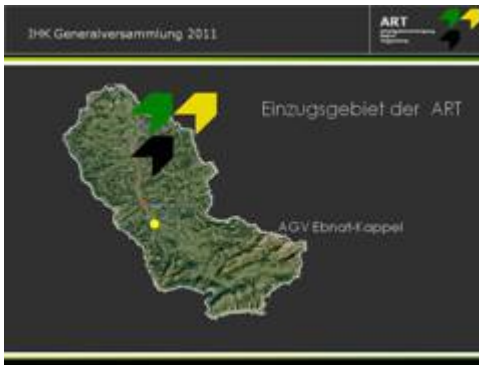 IHK Generalversammlung 2011
ART
Einzugsgebiet der ART
AGV Ebnat-Kappel